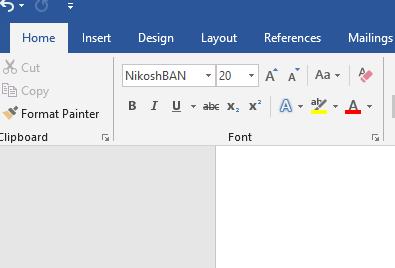 Home Insert Design Layout References Mailings
Cut
Copy
Format Painter
Clipboard
NikoshBAN 20 A A Aa A
B I U abc x₂ x² A ab A
Font